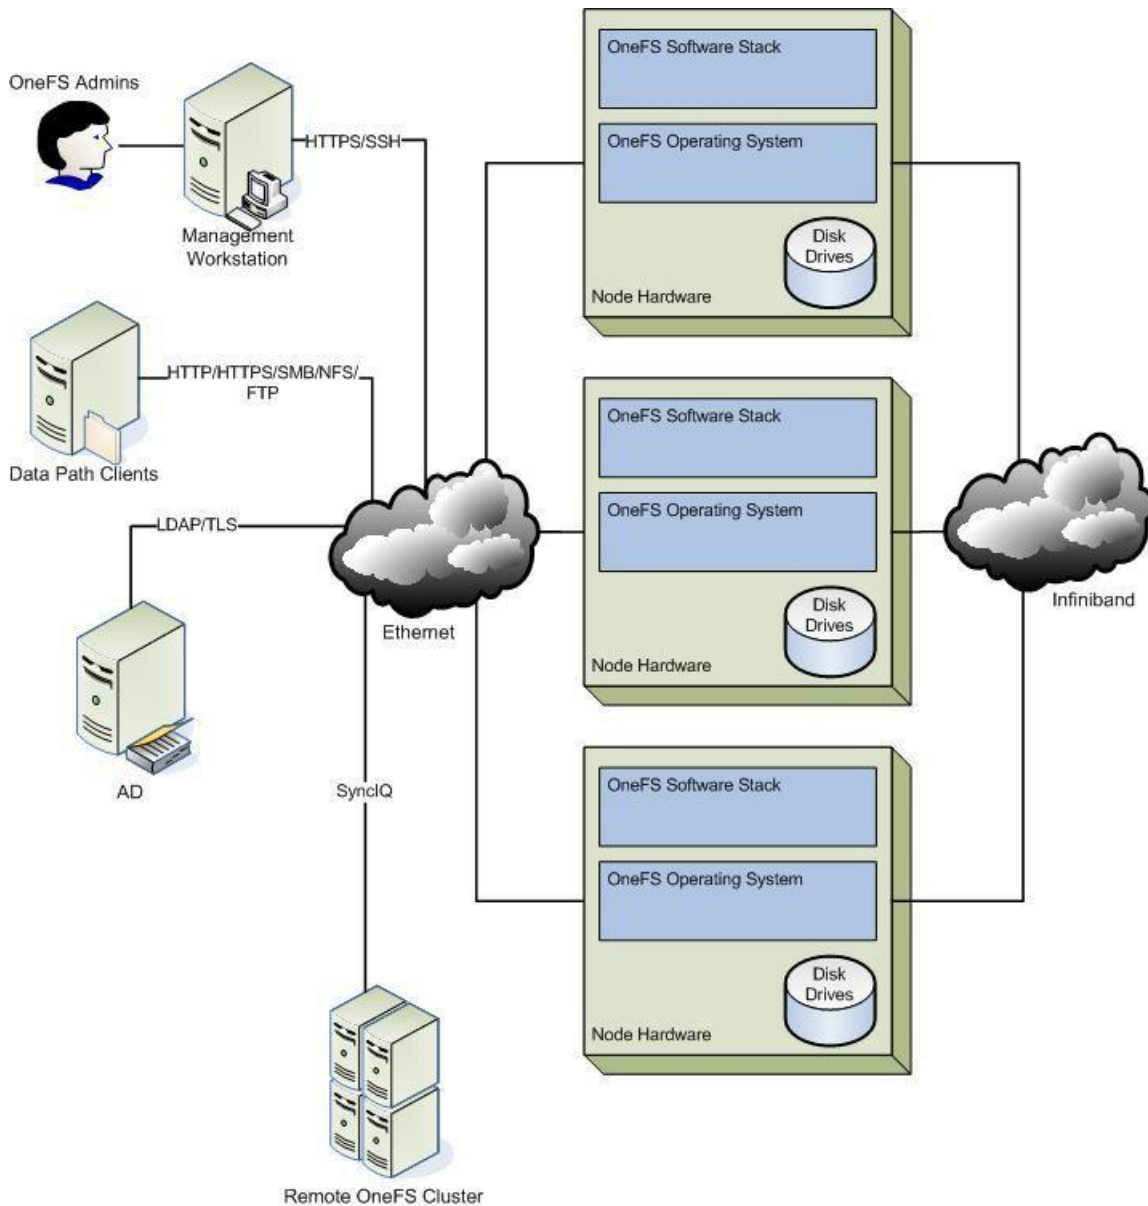 OneFS Admins
HTTPS/SSH
Management
Workstation
HTTP/HTTPS/SMB/NFS/
FTP
Data Path Clients
LDAP/TLS
AD
Ethernet
SyncIQ
Remote OneFS Cluster
OneFS Software Stack
OneFS Operating System
Disk
Drives
Node Hardware
OneFS Software Stack
OneFS Operating System
Disk
Drives
Node Hardware
OneFS Software Stack
OneFS Operating System
Disk
Drives
Node Hardware
Infiniband